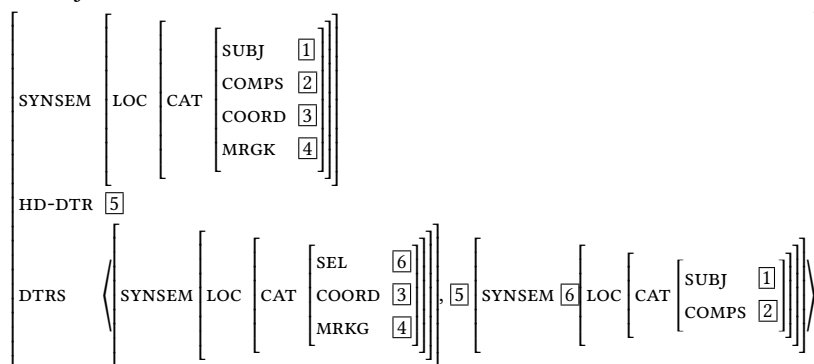 SUBJ 1
COMPS 2
SYNSEM LOC CAT COORD 3
MRGK 4
HD-DTR 5
SEL 6
DTRS ⟨ SYNSEM LOC CAT COORD 3 , 5 SYNSEM 6 LOC CAT SUBJ 1 ⟩
MRKG 4 COMPS 2